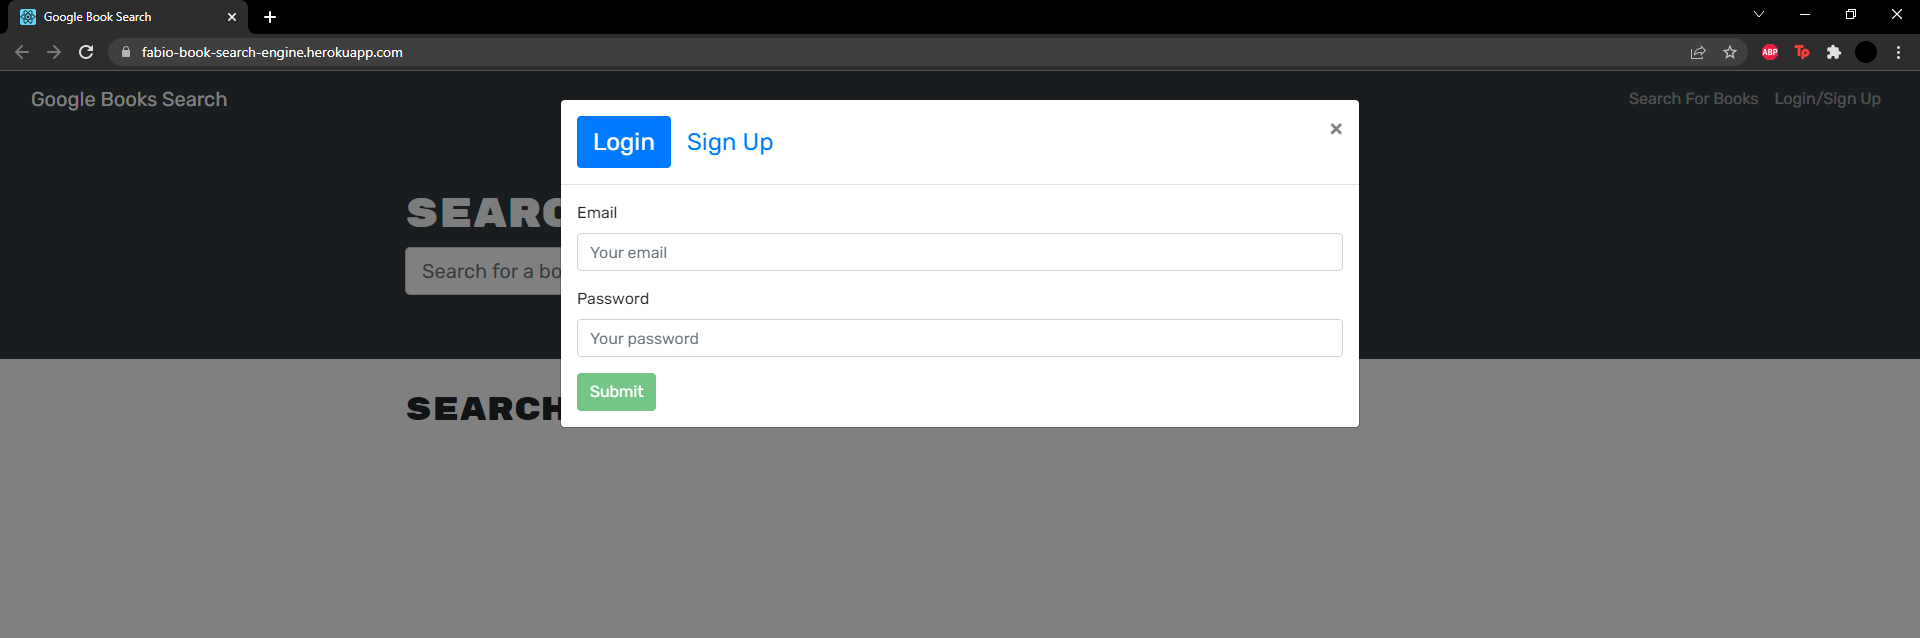 Google Book Search
fabio-book-search-engine.herokuapp.com
ABP
Tp
Google Books Search
Search For Books
Login/Sign Up
Login
Sign Up
×
SEARC
Search for a bo
Email
Your email
Password
Your password
Submit
SEARCH